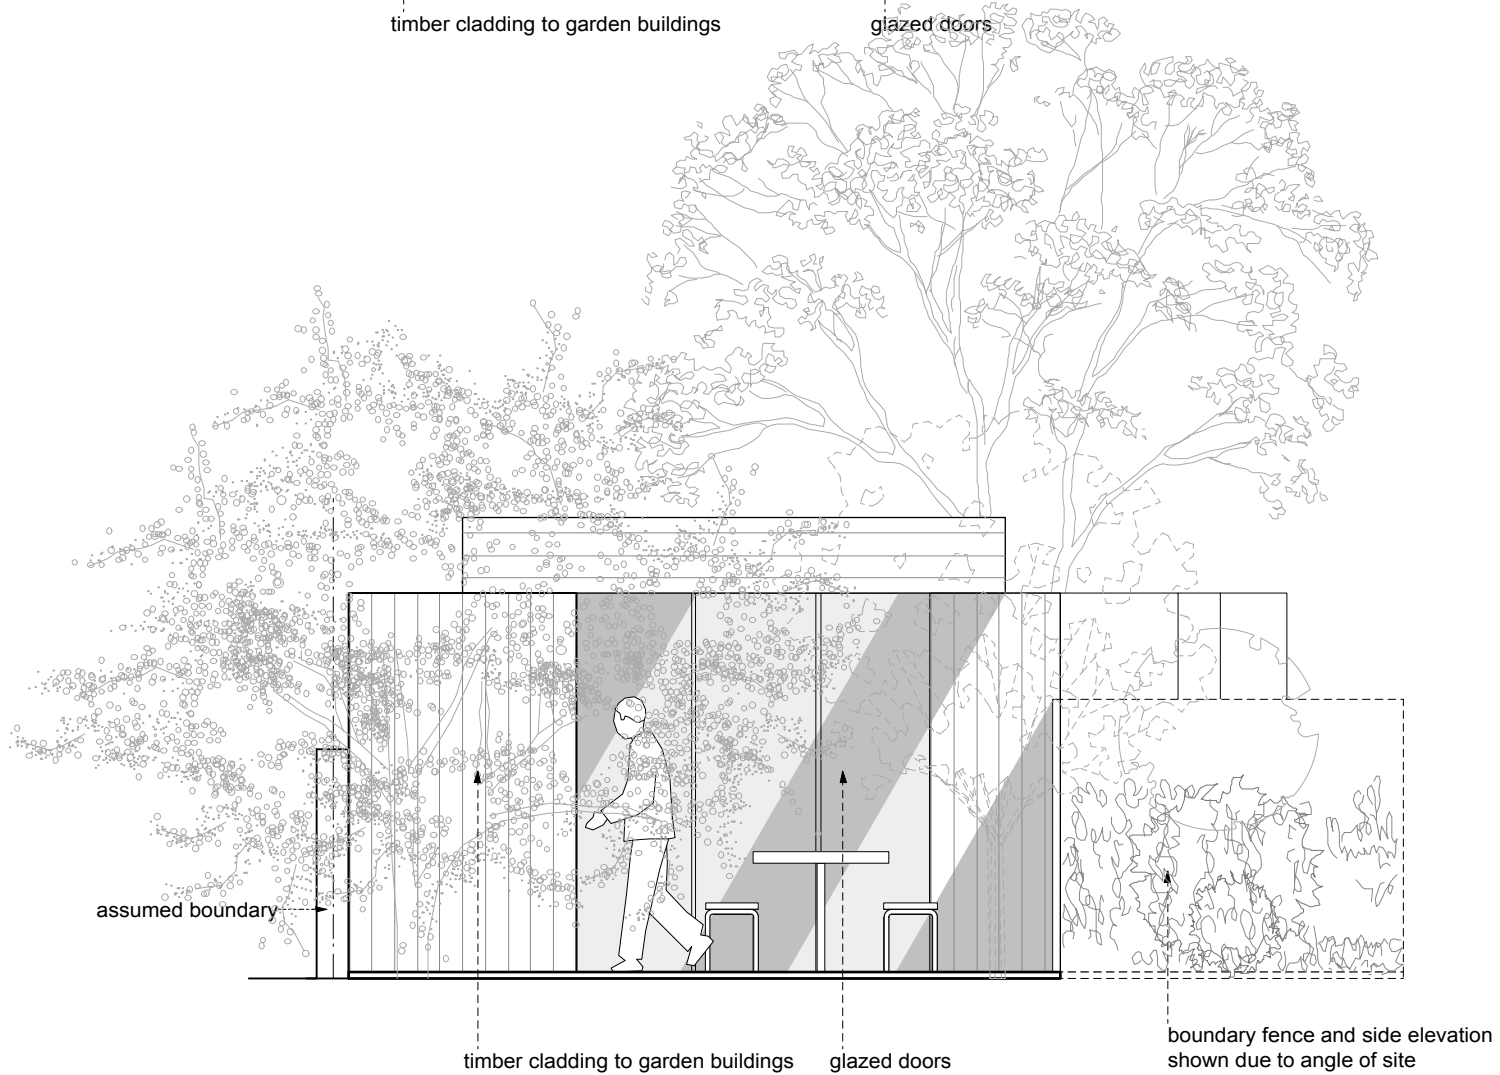 timber cladding to garden buildings
glazed doors
assumed boundary
timber cladding to garden buildings
glazed doors
boundary fence and side elevation
shown due to angle of site